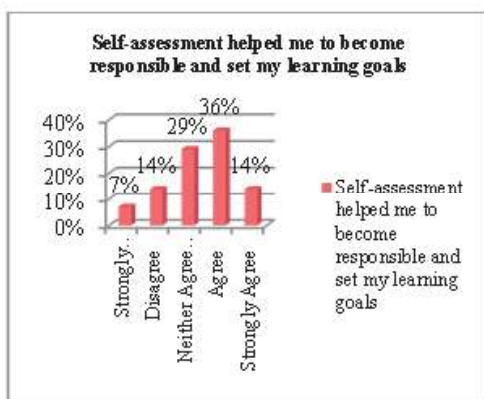 Self-assessment helped me to become
responsible and set my learning goals
40%
30%
20%
10%
0%
7%
14%
29%
36%
14%
Strongly..
Disagree
Neither Agree..
Agree
Strongly Agree
Self-assessment
helped me to
become
responsible and
set my learning
goals